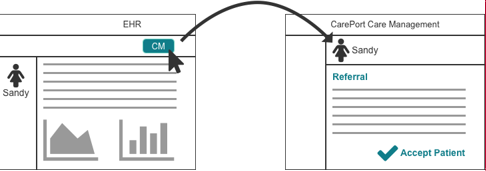 EHR
CM
Sandy
CarePort Care Management
Sandy
Referral
Accept Patient